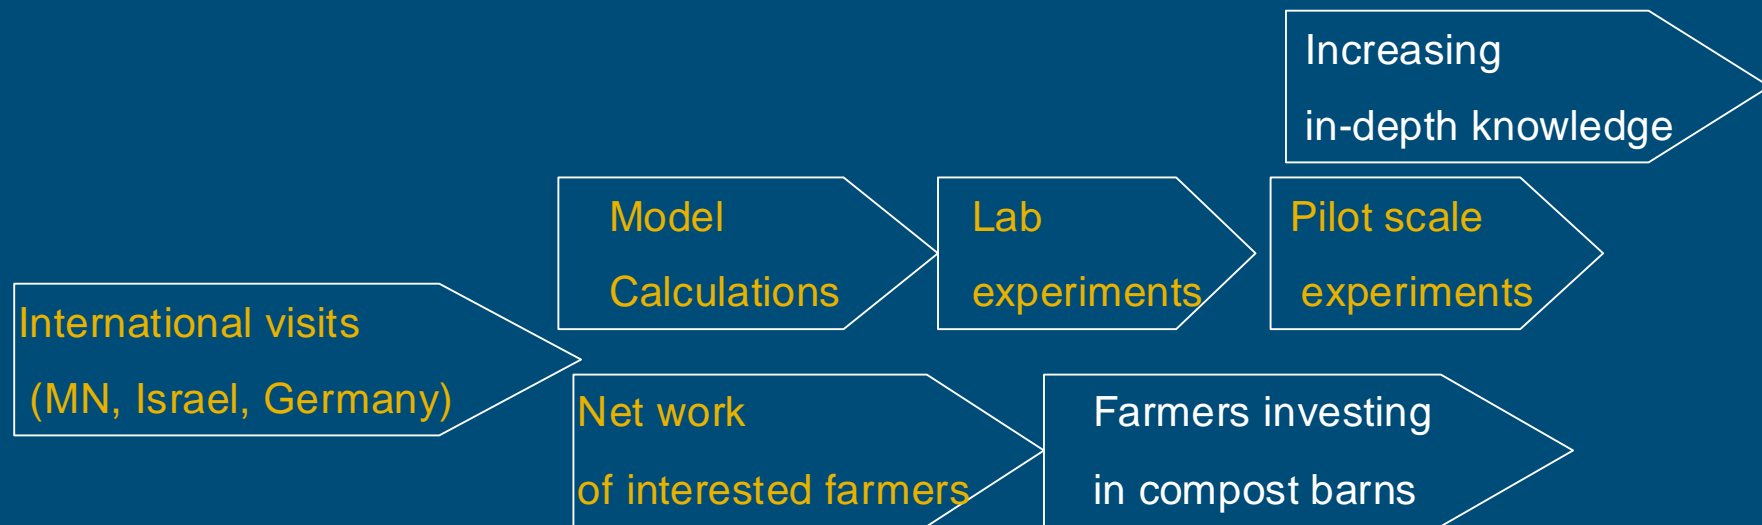 Increasing
in-depth knowledge
Model
Calculations
Lab
experiments
Pilot scale
experiments
International visits
(MN, Israel, Germany)
Net work
of interested farmers
Farmers investing
in compost barns